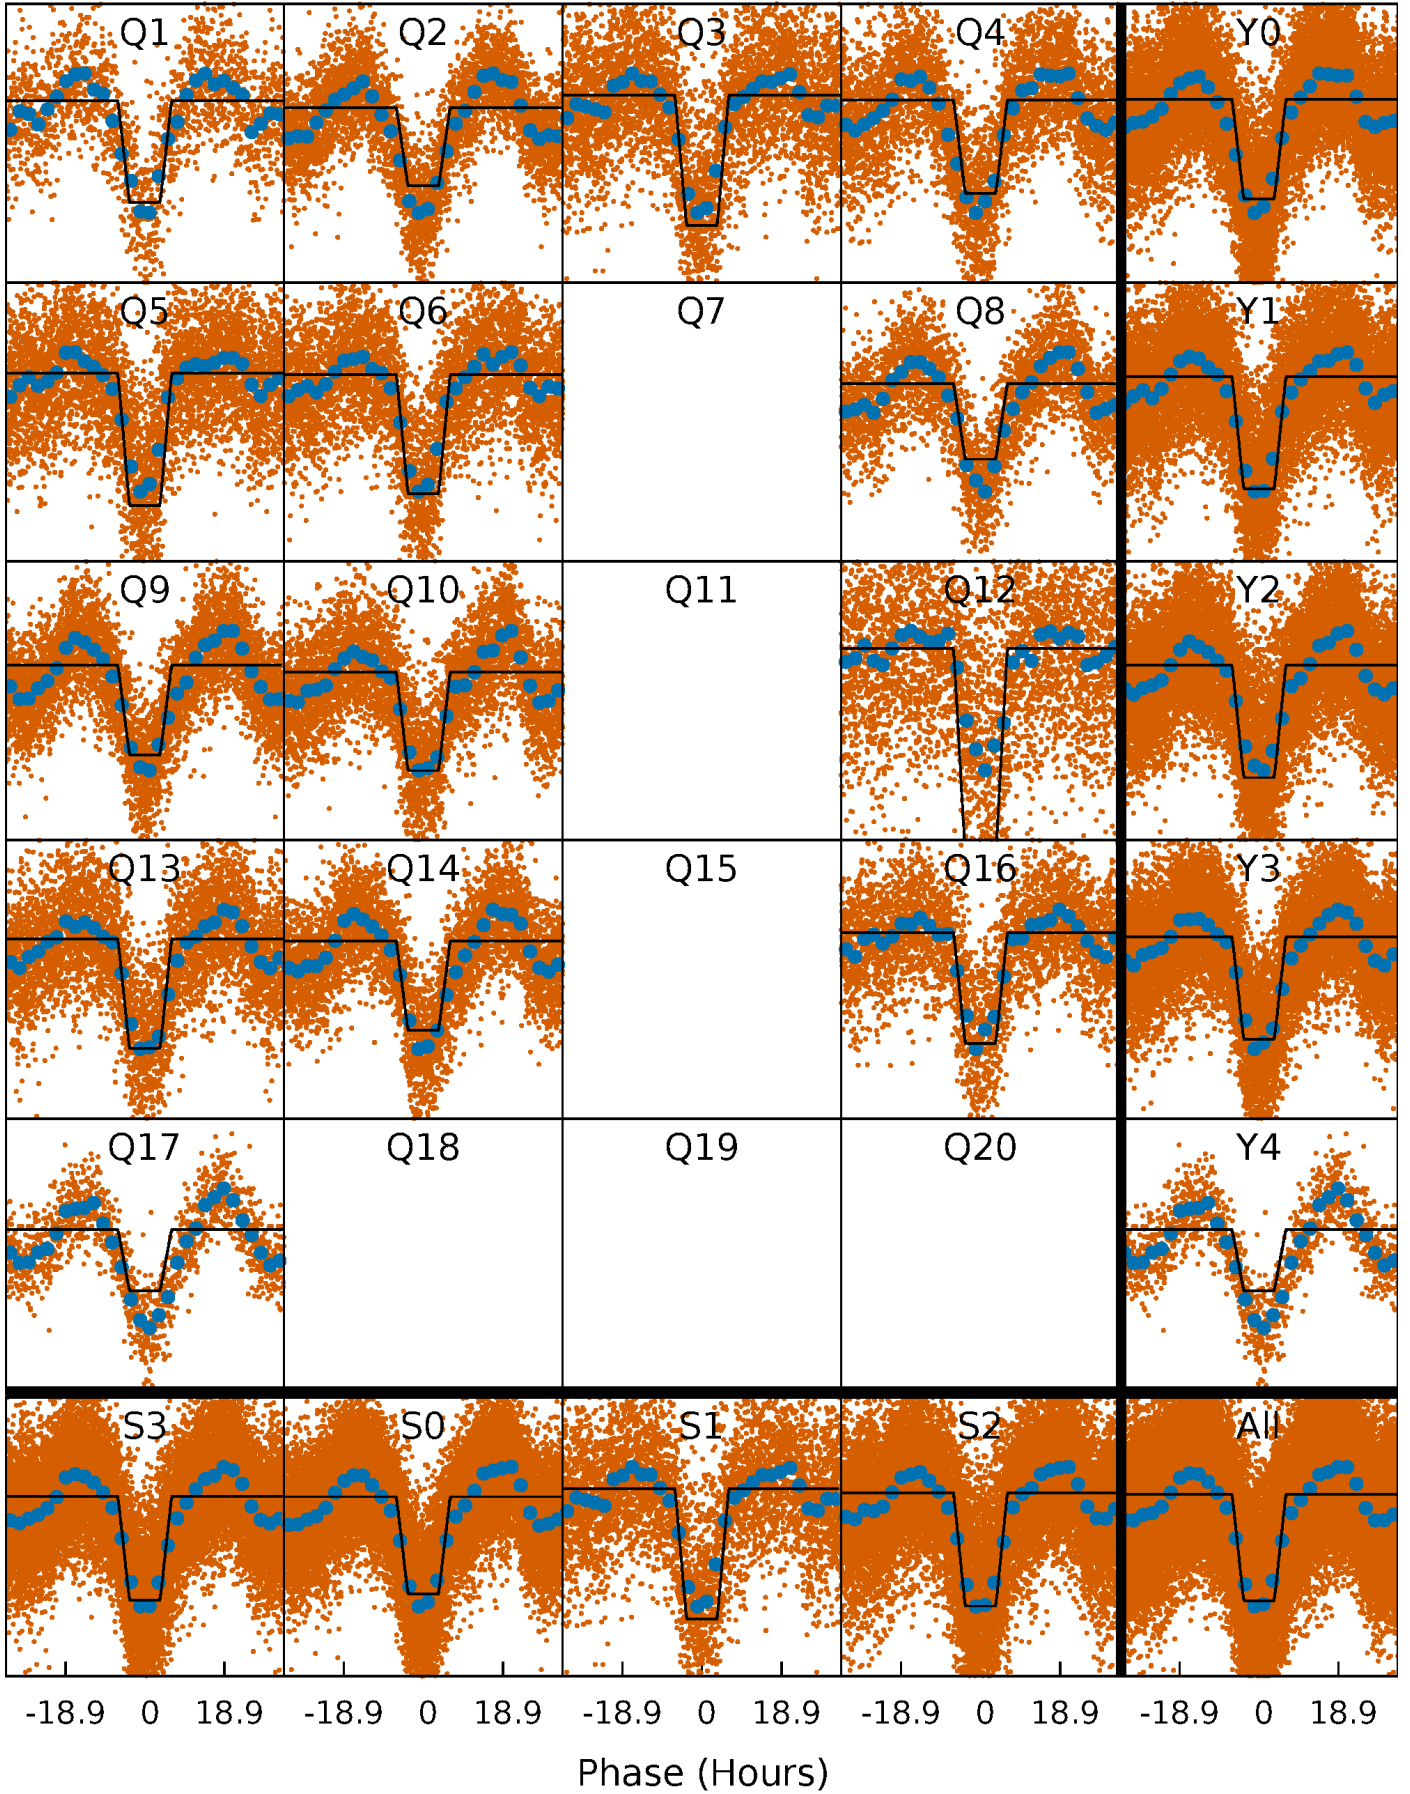 Q1 Q2 Q3 Q4 Y0
Q5 Q6 Q7 Q8 Y1
Q9 Q10 Q11 Q12 Y2
Q13 Q14 Q15 Q16 Y3
Q17 Q18 Q19 Q20 Y4
S3 S0 S1 S2 All
-18.9 0 18.9 -18.9 0 18.9 -18.9 0 18.9 -18.9 0 18.9 -18.9 0 18.9
Phase (Hours)